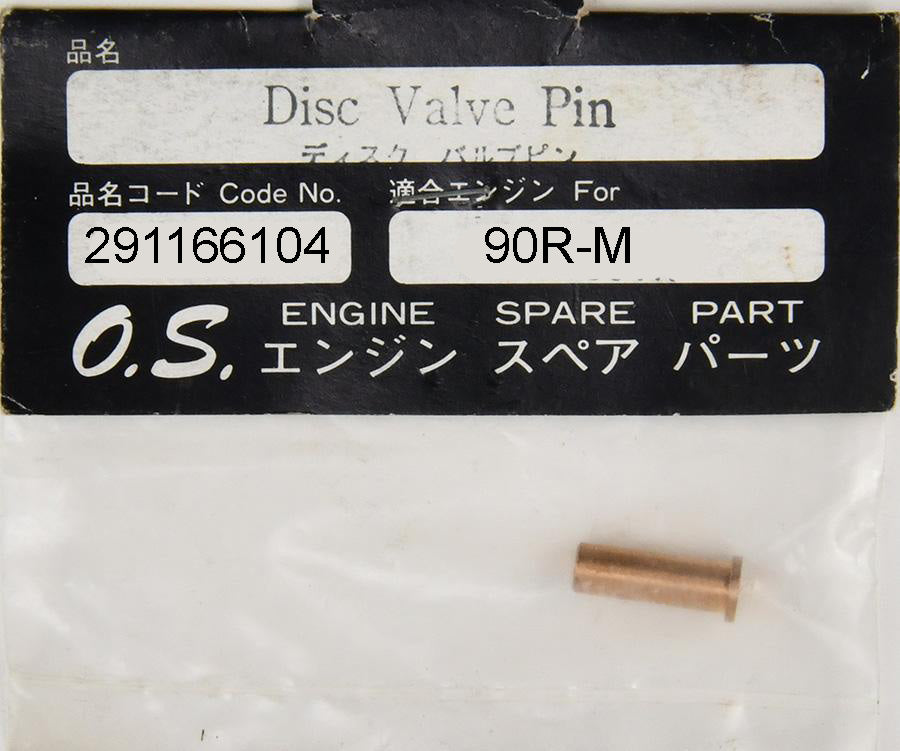 品名
Disc Valve Pin
ディスク バルブピン
品名コード Code No. 適合エンジン For
291166104 90R-M
O.S. ENGINE SPARE PART
エンジン スペア パーツ